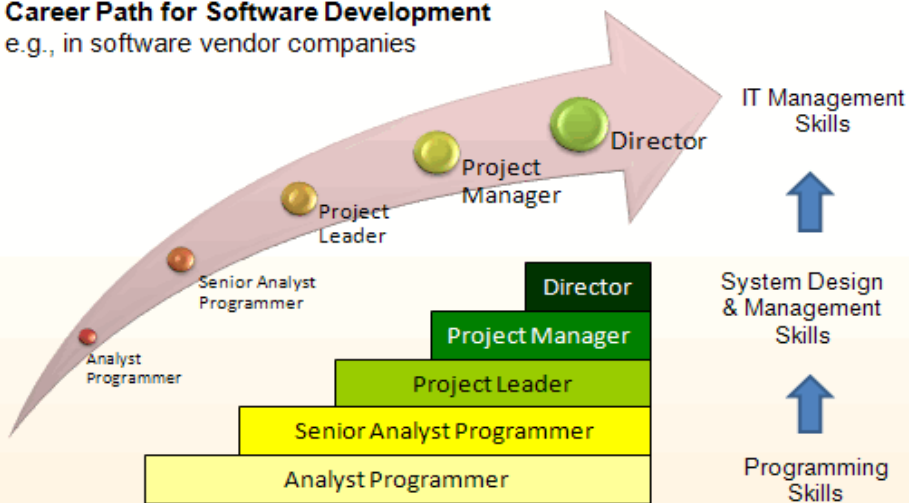 Career Path for Software Development
e.g., in software vendor companies
IT Management
Skills
Director
Project
Manager
Project
Leader
Senior Analyst
Programmer
Analyst
Programmer
Director
Project Manager
Project Leader
Senior Analyst Programmer
Analyst Programmer
System Design
& Management
Skills
Programming
Skills